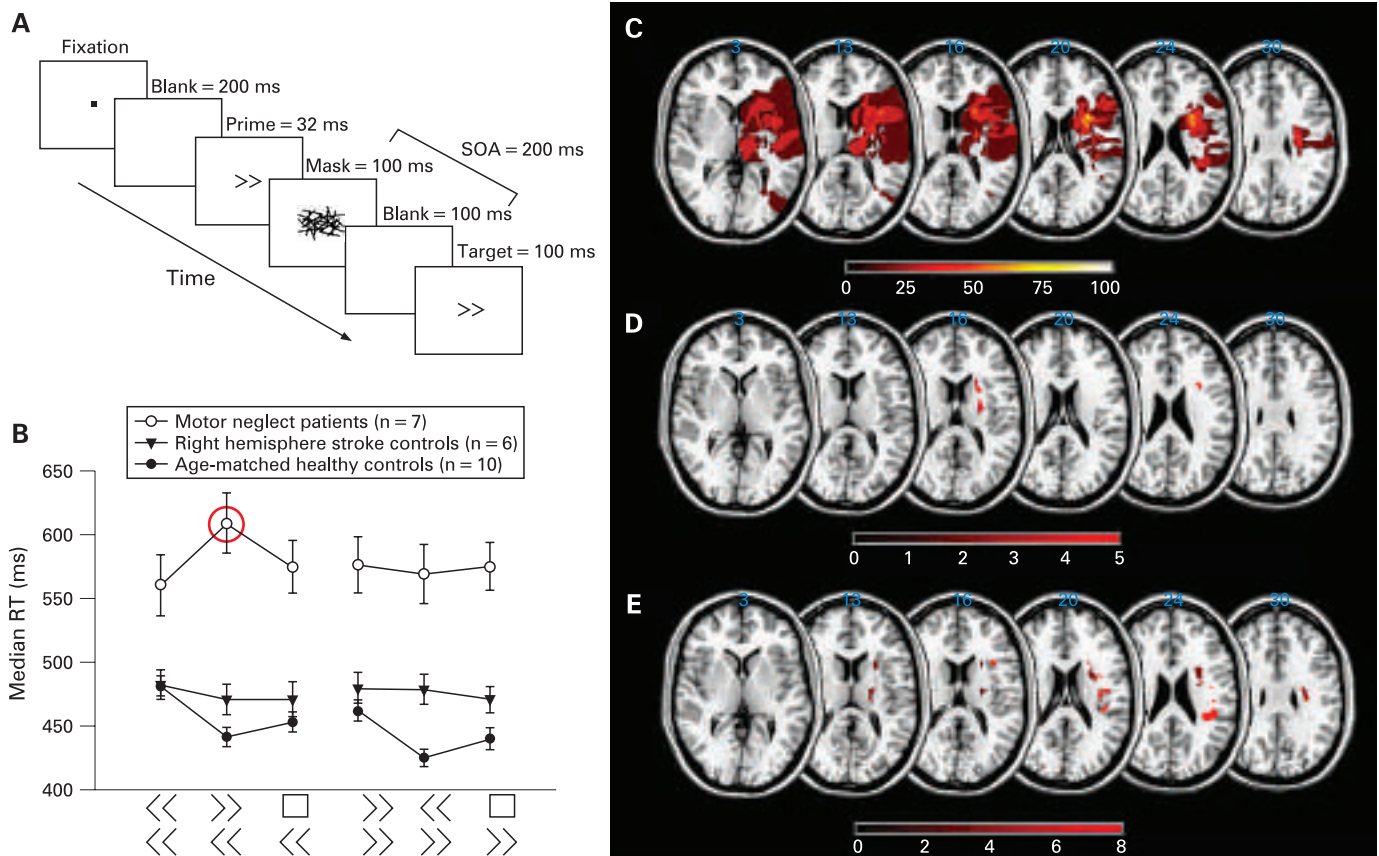 A
Fixation
Blank = 200 ms
Prime = 32 ms
>>
SOA = 200 ms
Mask = 100 ms
Blank = 100 ms
Target = 100 ms
>>
Time
B
Motor neglect patients (n = 7)
Right hemisphere stroke controls (n = 6)
Age-matched healthy controls (n = 10)
Median RT (ms)
650
600
550
500
450
400
<< >> □ >> << □
<< << << >> >> >>
C
3 13 16 20 24 30
0 25 50 75 100
D
3 13 16 20 24 30
0 1 2 3 4 5
E
3 13 16 20 24 30
0 2 4 6 8